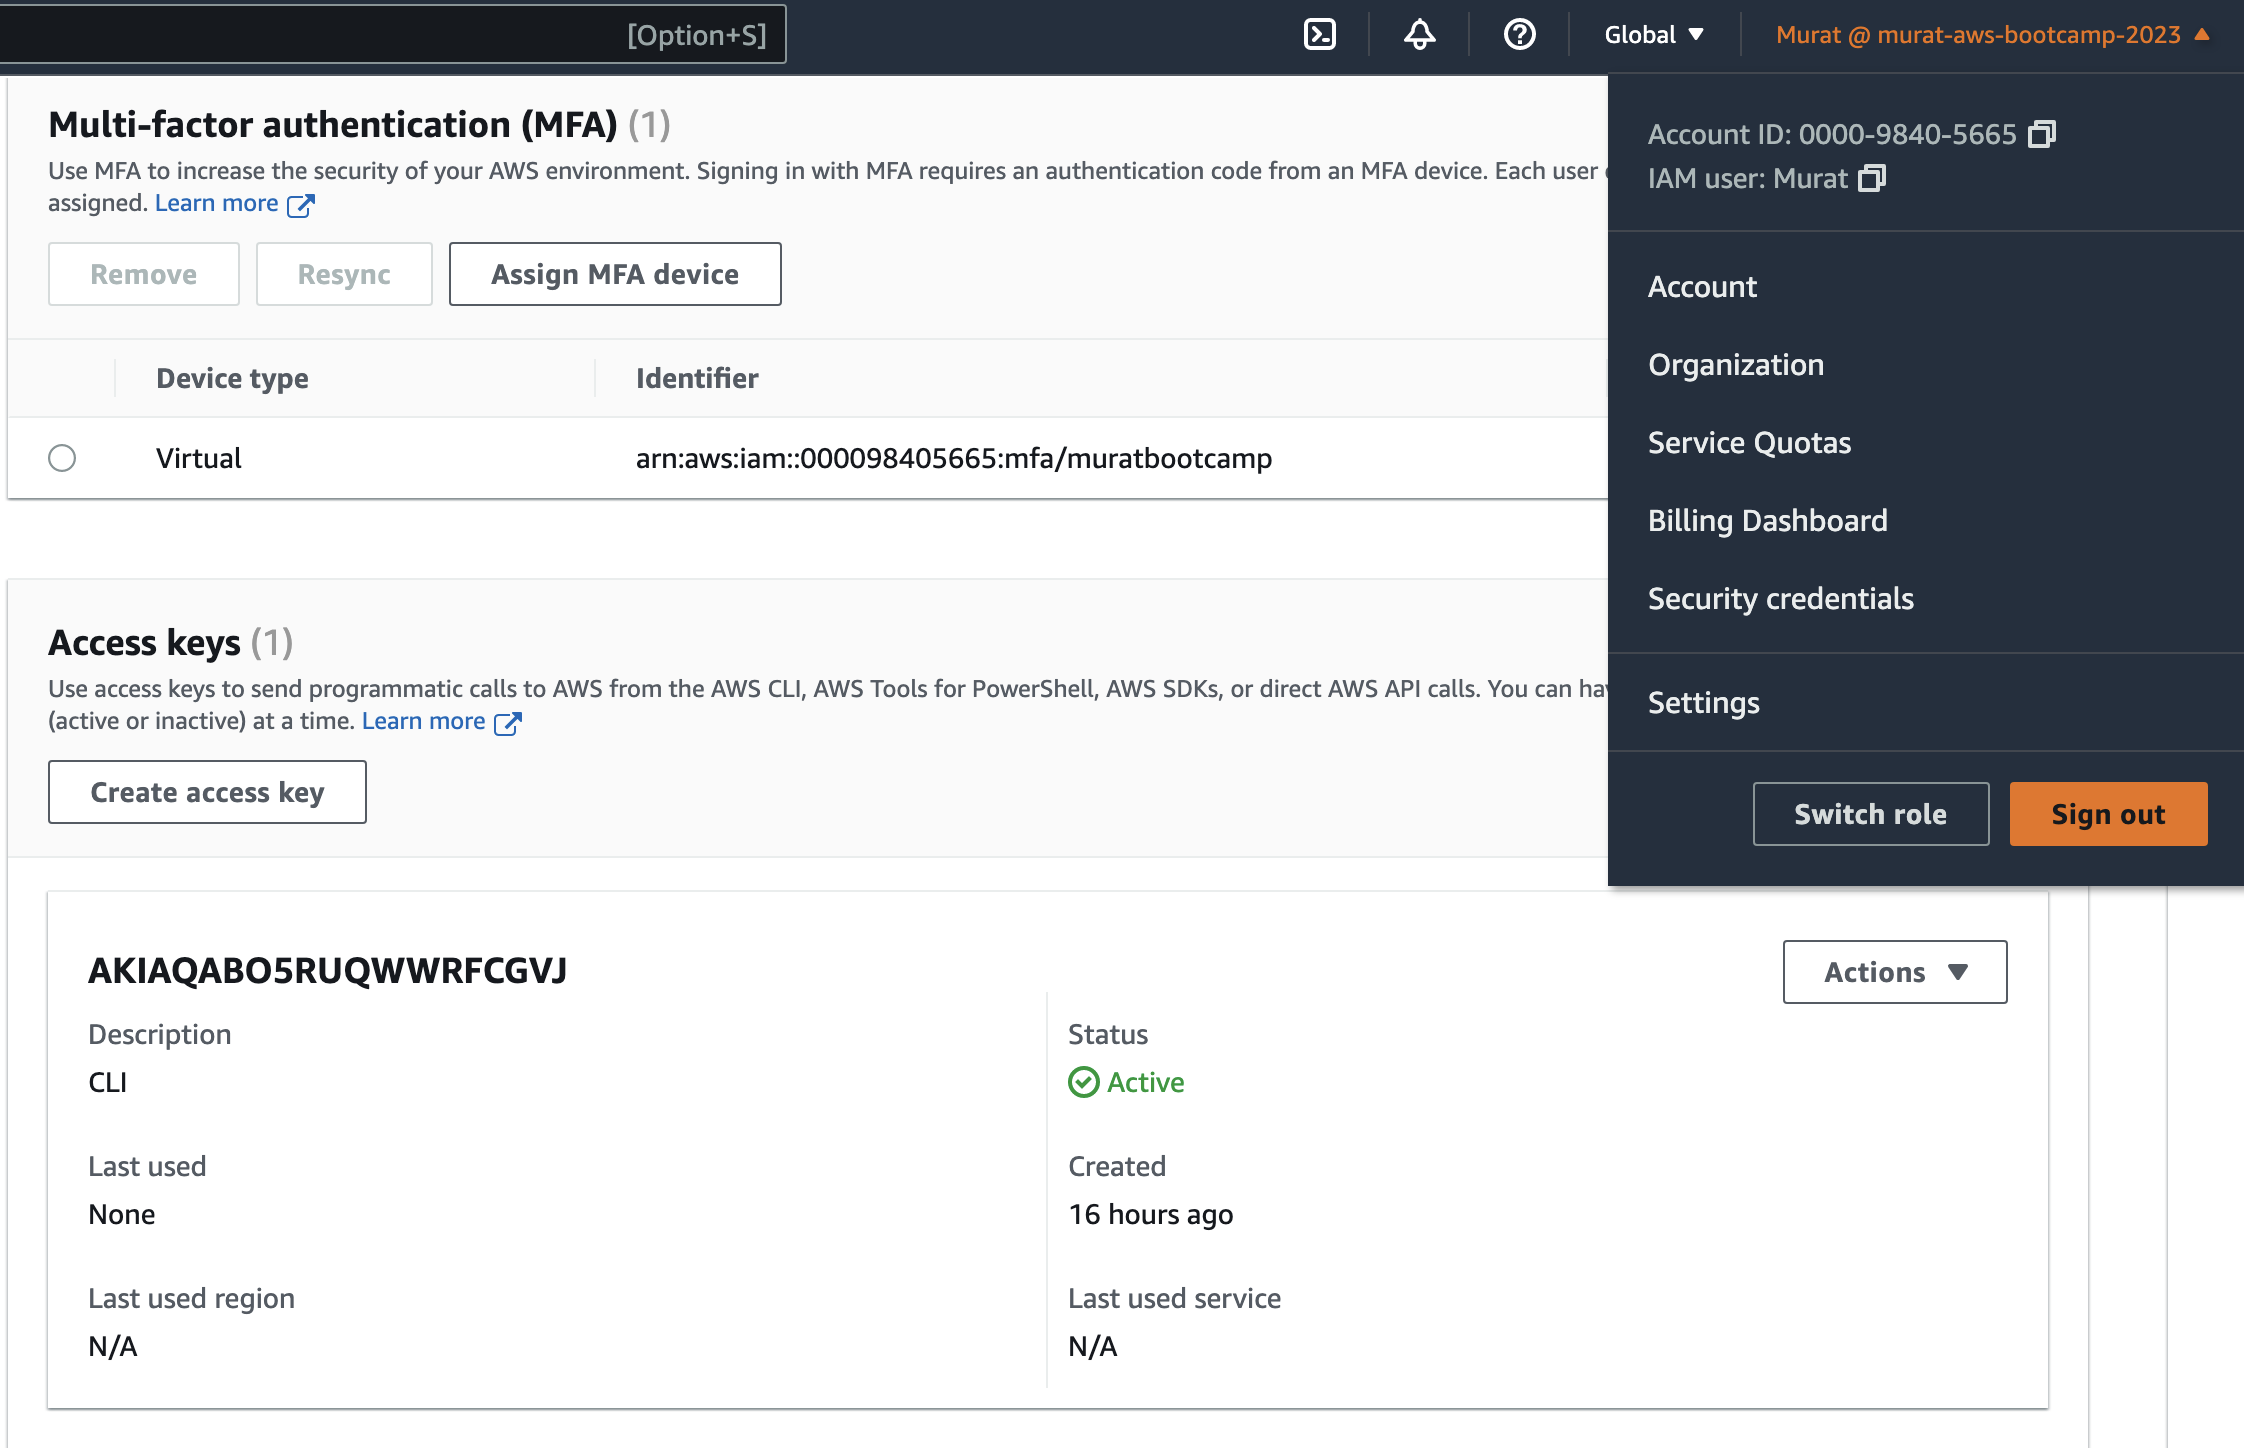 [Option+S]
Global
Murat @ murat-aws-bootcamp-2023
Multi-factor authentication (MFA) (1)
Use MFA to increase the security of your AWS environment. Signing in with MFA requires an authentication code from an MFA device. Each user
assigned. Learn more
Remove
Resync
Assign MFA device
Device type
Identifier
Virtual
arn:aws:iam::000098405665:mfa/muratbootcamp
Account ID: 0000-9840-5665
IAM user: Murat
Account
Organization
Service Quotas
Billing Dashboard
Security credentials
Settings
Switch role
Sign out
Access keys (1)
Use access keys to send programmatic calls to AWS from the AWS CLI, AWS Tools for PowerShell, AWS SDKs, or direct AWS API calls. You can
(active or inactive) at a time. Learn more
Create access key
AKIAQABO5RUQWWRFCGVJ
Actions
Description
CLI
Status
Active
Last used
None
Created
16 hours ago
Last used region
N/A
Last used service
N/A